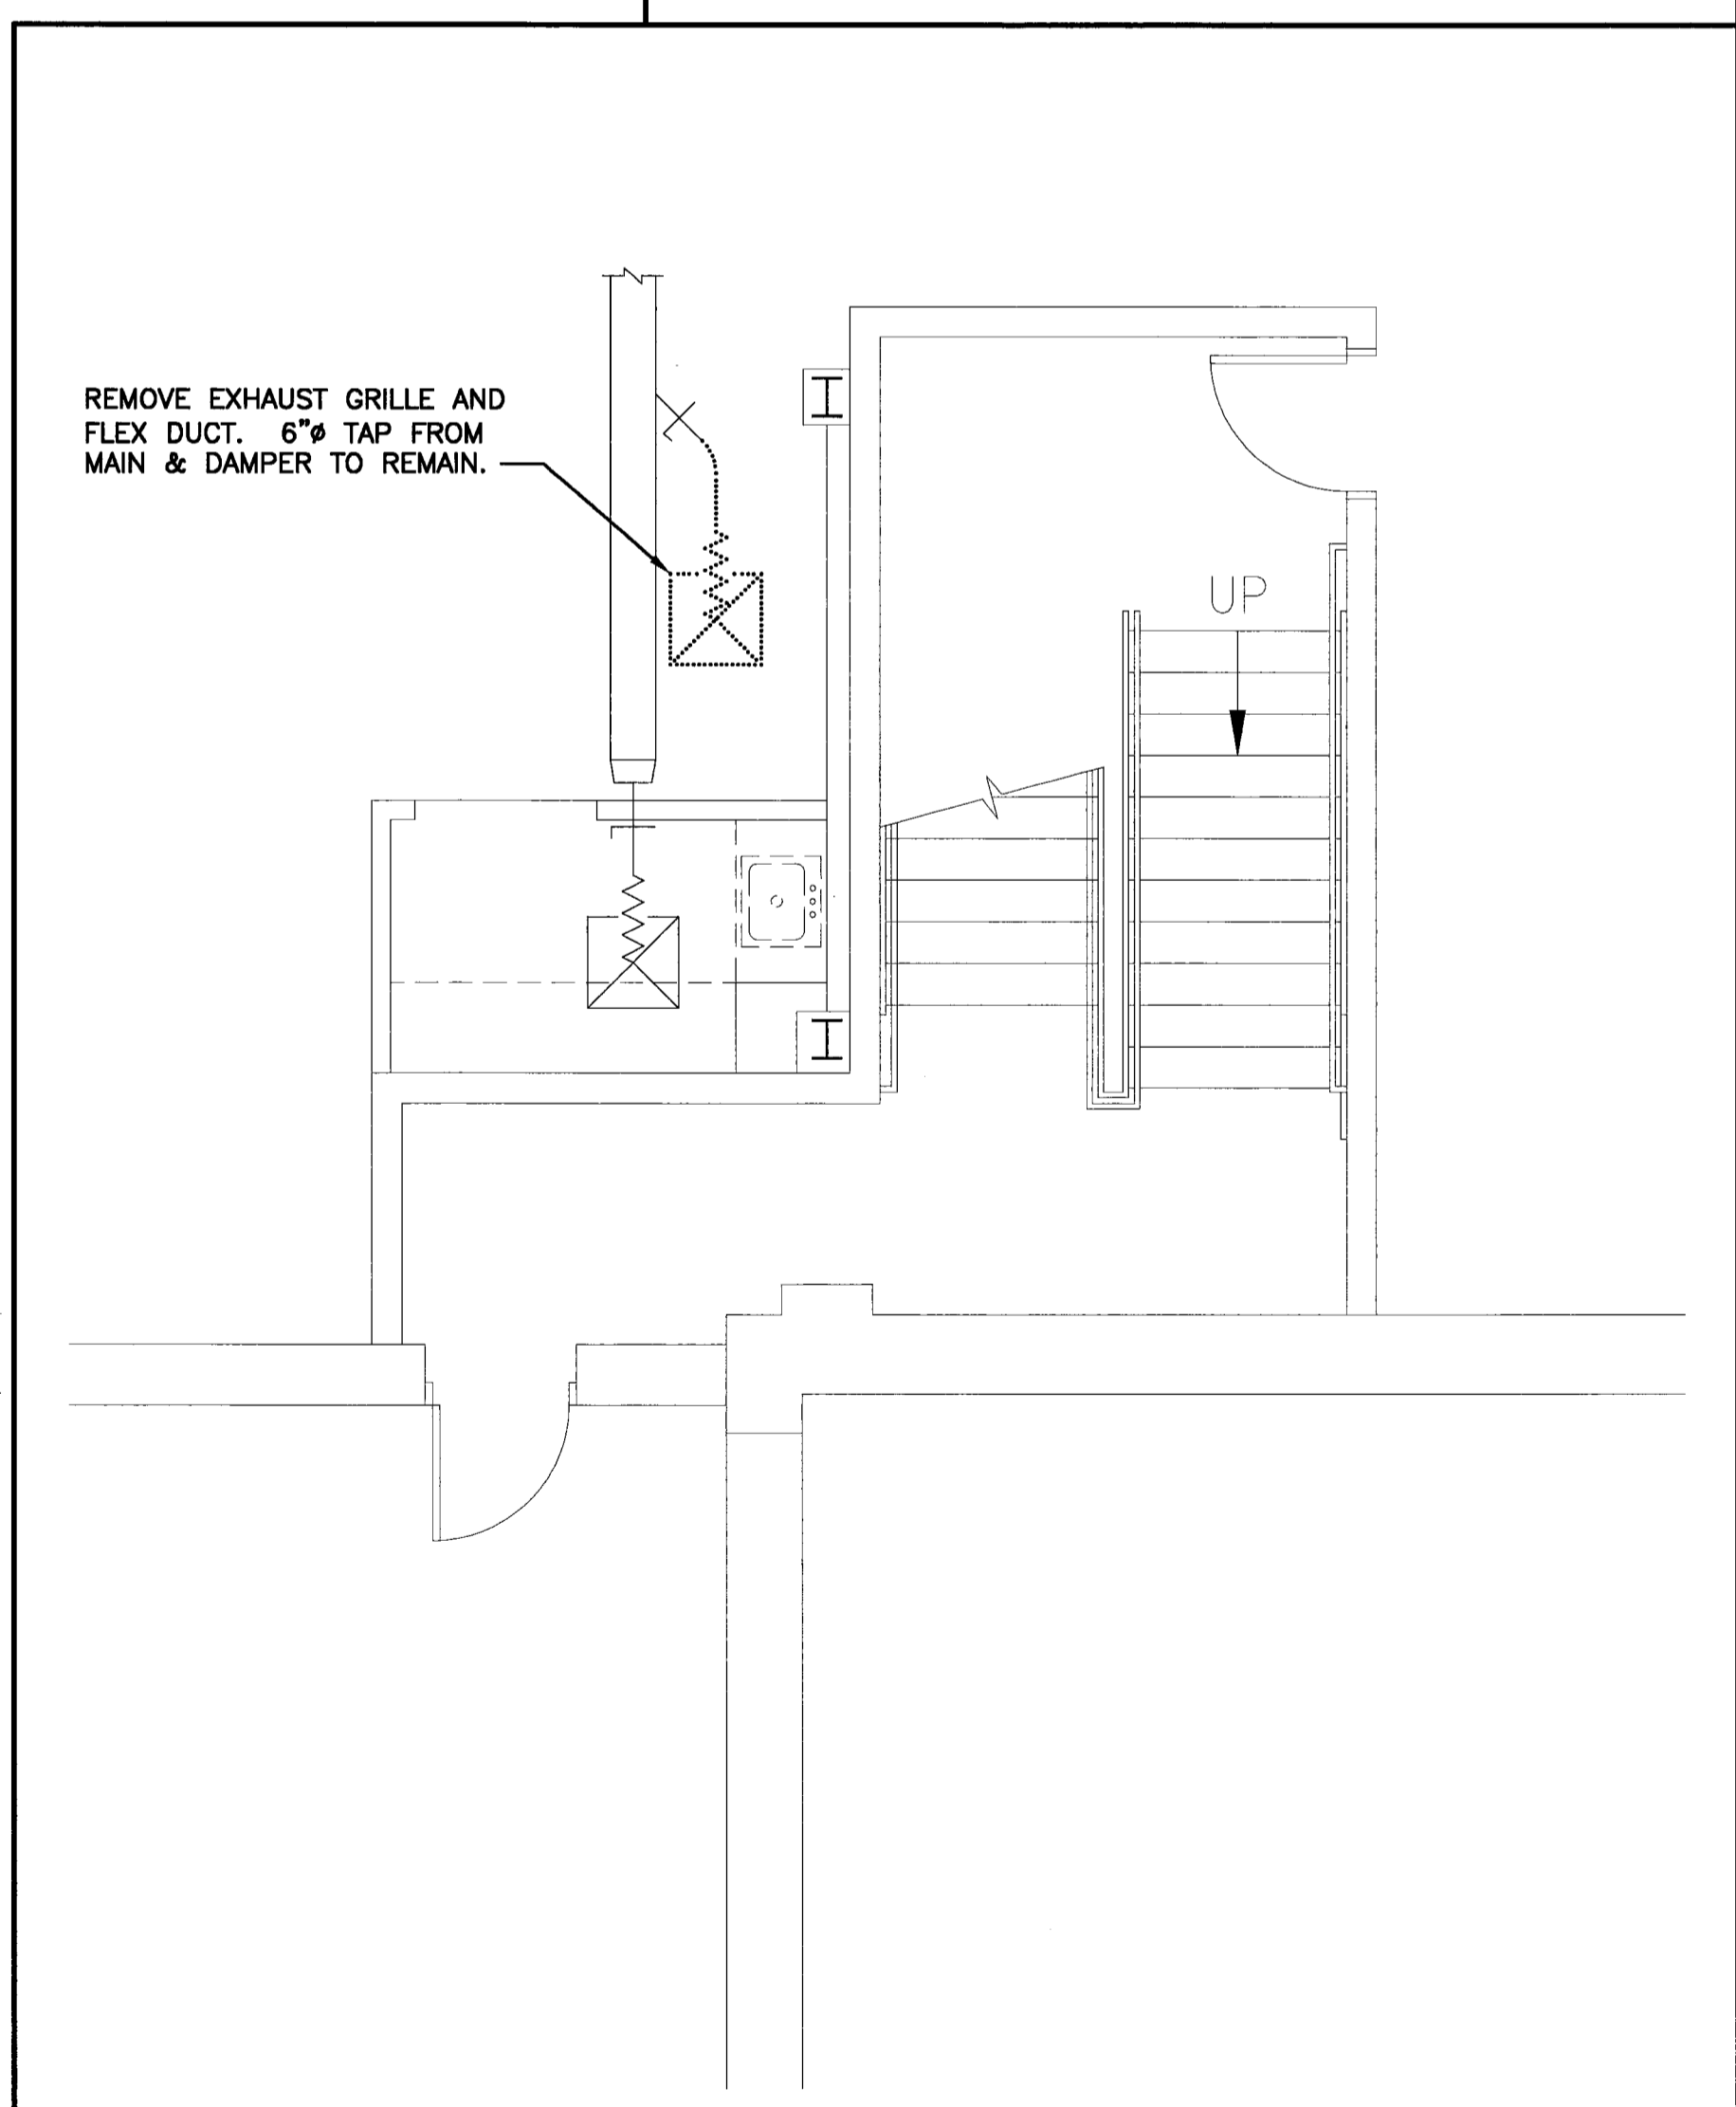 REMOVE EXHAUST GRILLE AND
FLEX DUCT. 6"ø TAP FROM
MAIN & DAMPER TO REMAIN.
UP